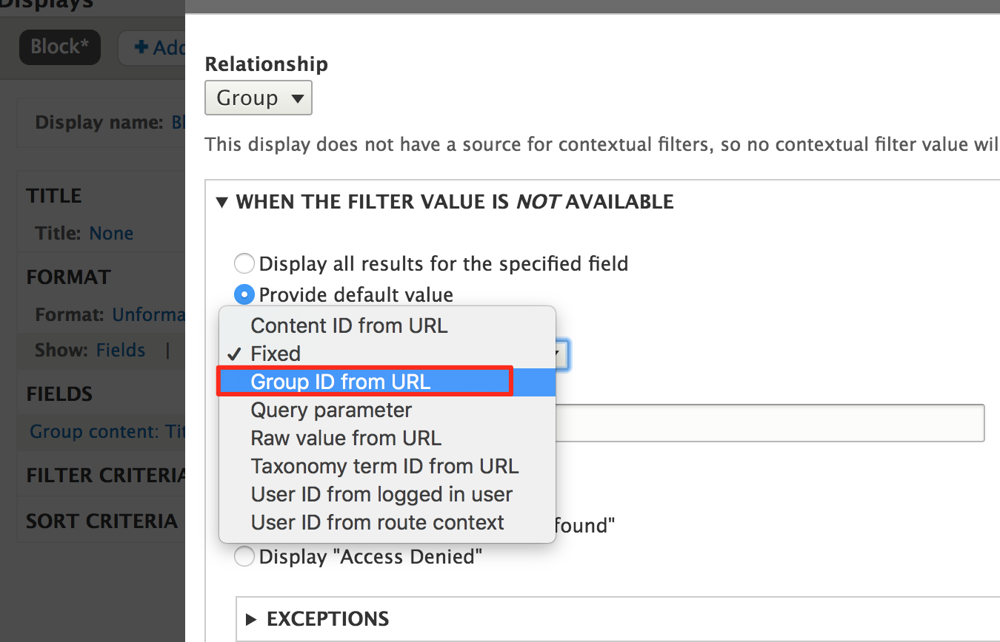 Displays
Block*
Add
Display name:
Relationship
Group
This display does not have a source for contextual filters, so no contextual filter value wil
TITLE
Title: None
FORMAT
Format: Unforma
Show: Fields |
FIELDS
Group content: Tit
FILTER CRITERIA
SORT CRITERIA
WHEN THE FILTER VALUE IS NOT AVAILABLE
Display all results for the specified field
Provide default value
Content ID from URL
✓ Fixed
Group ID from URL
Query parameter
Raw value from URL
Taxonomy term ID from URL
User ID from logged in user
User ID from route context
found"
Display "Access Denied"
EXCEPTIONS